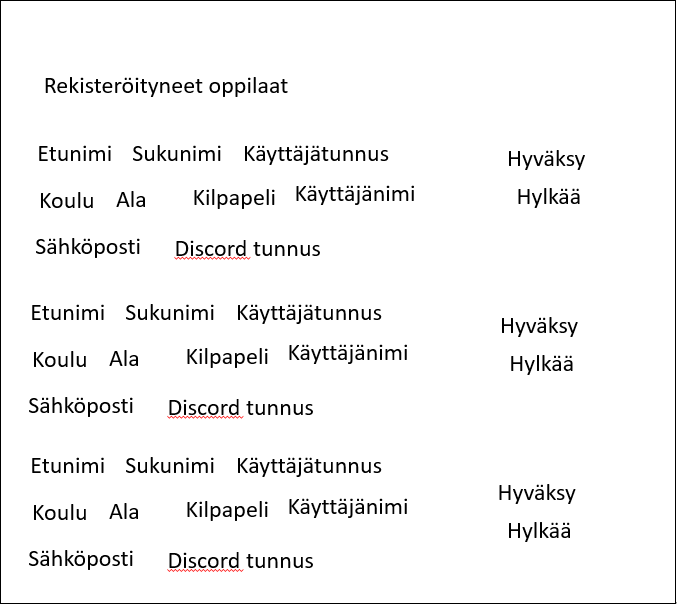 Rekisteröityneet oppilaat
Etunimi Sukunimi Käyttäjätunnus Hyväksy
Koulu Ala Kilpapeli Käyttäjänimi Hylkää
Sähköposti Discord tunnus
Etunimi Sukunimi Käyttäjätunnus Hyväksy
Koulu Ala Kilpapeli Käyttäjänimi Hylkää
Sähköposti Discord tunnus
Etunimi Sukunimi Käyttäjätunnus Hyväksy
Koulu Ala Kilpapeli Käyttäjänimi Hylkää
Sähköposti Discord tunnus